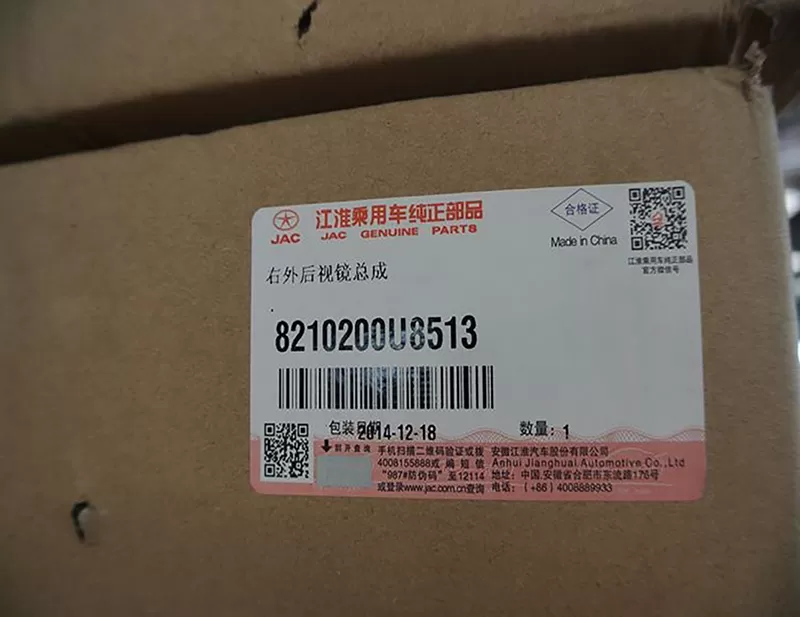 江淮乘用车纯正部品
JAC
JAC GENUINE PARTS
合格证
Made in China
江淮乘用车纯正部品
官方微信号
右外后视镜总成
8210200U8513
包装日期
2014-12-18
数量: 1
刮开查询
手机扫描二维码验证或拨
4008155888或编短信
"987#防伪码"至12114
或登录www.jac.com.cn查询
安徽江淮汽车股份有限公司
Anhui Jianghuai Automotive Co., Ltd
地址: 中国.安徽省合肥市东流路176号
电话: (+86) 4008889933